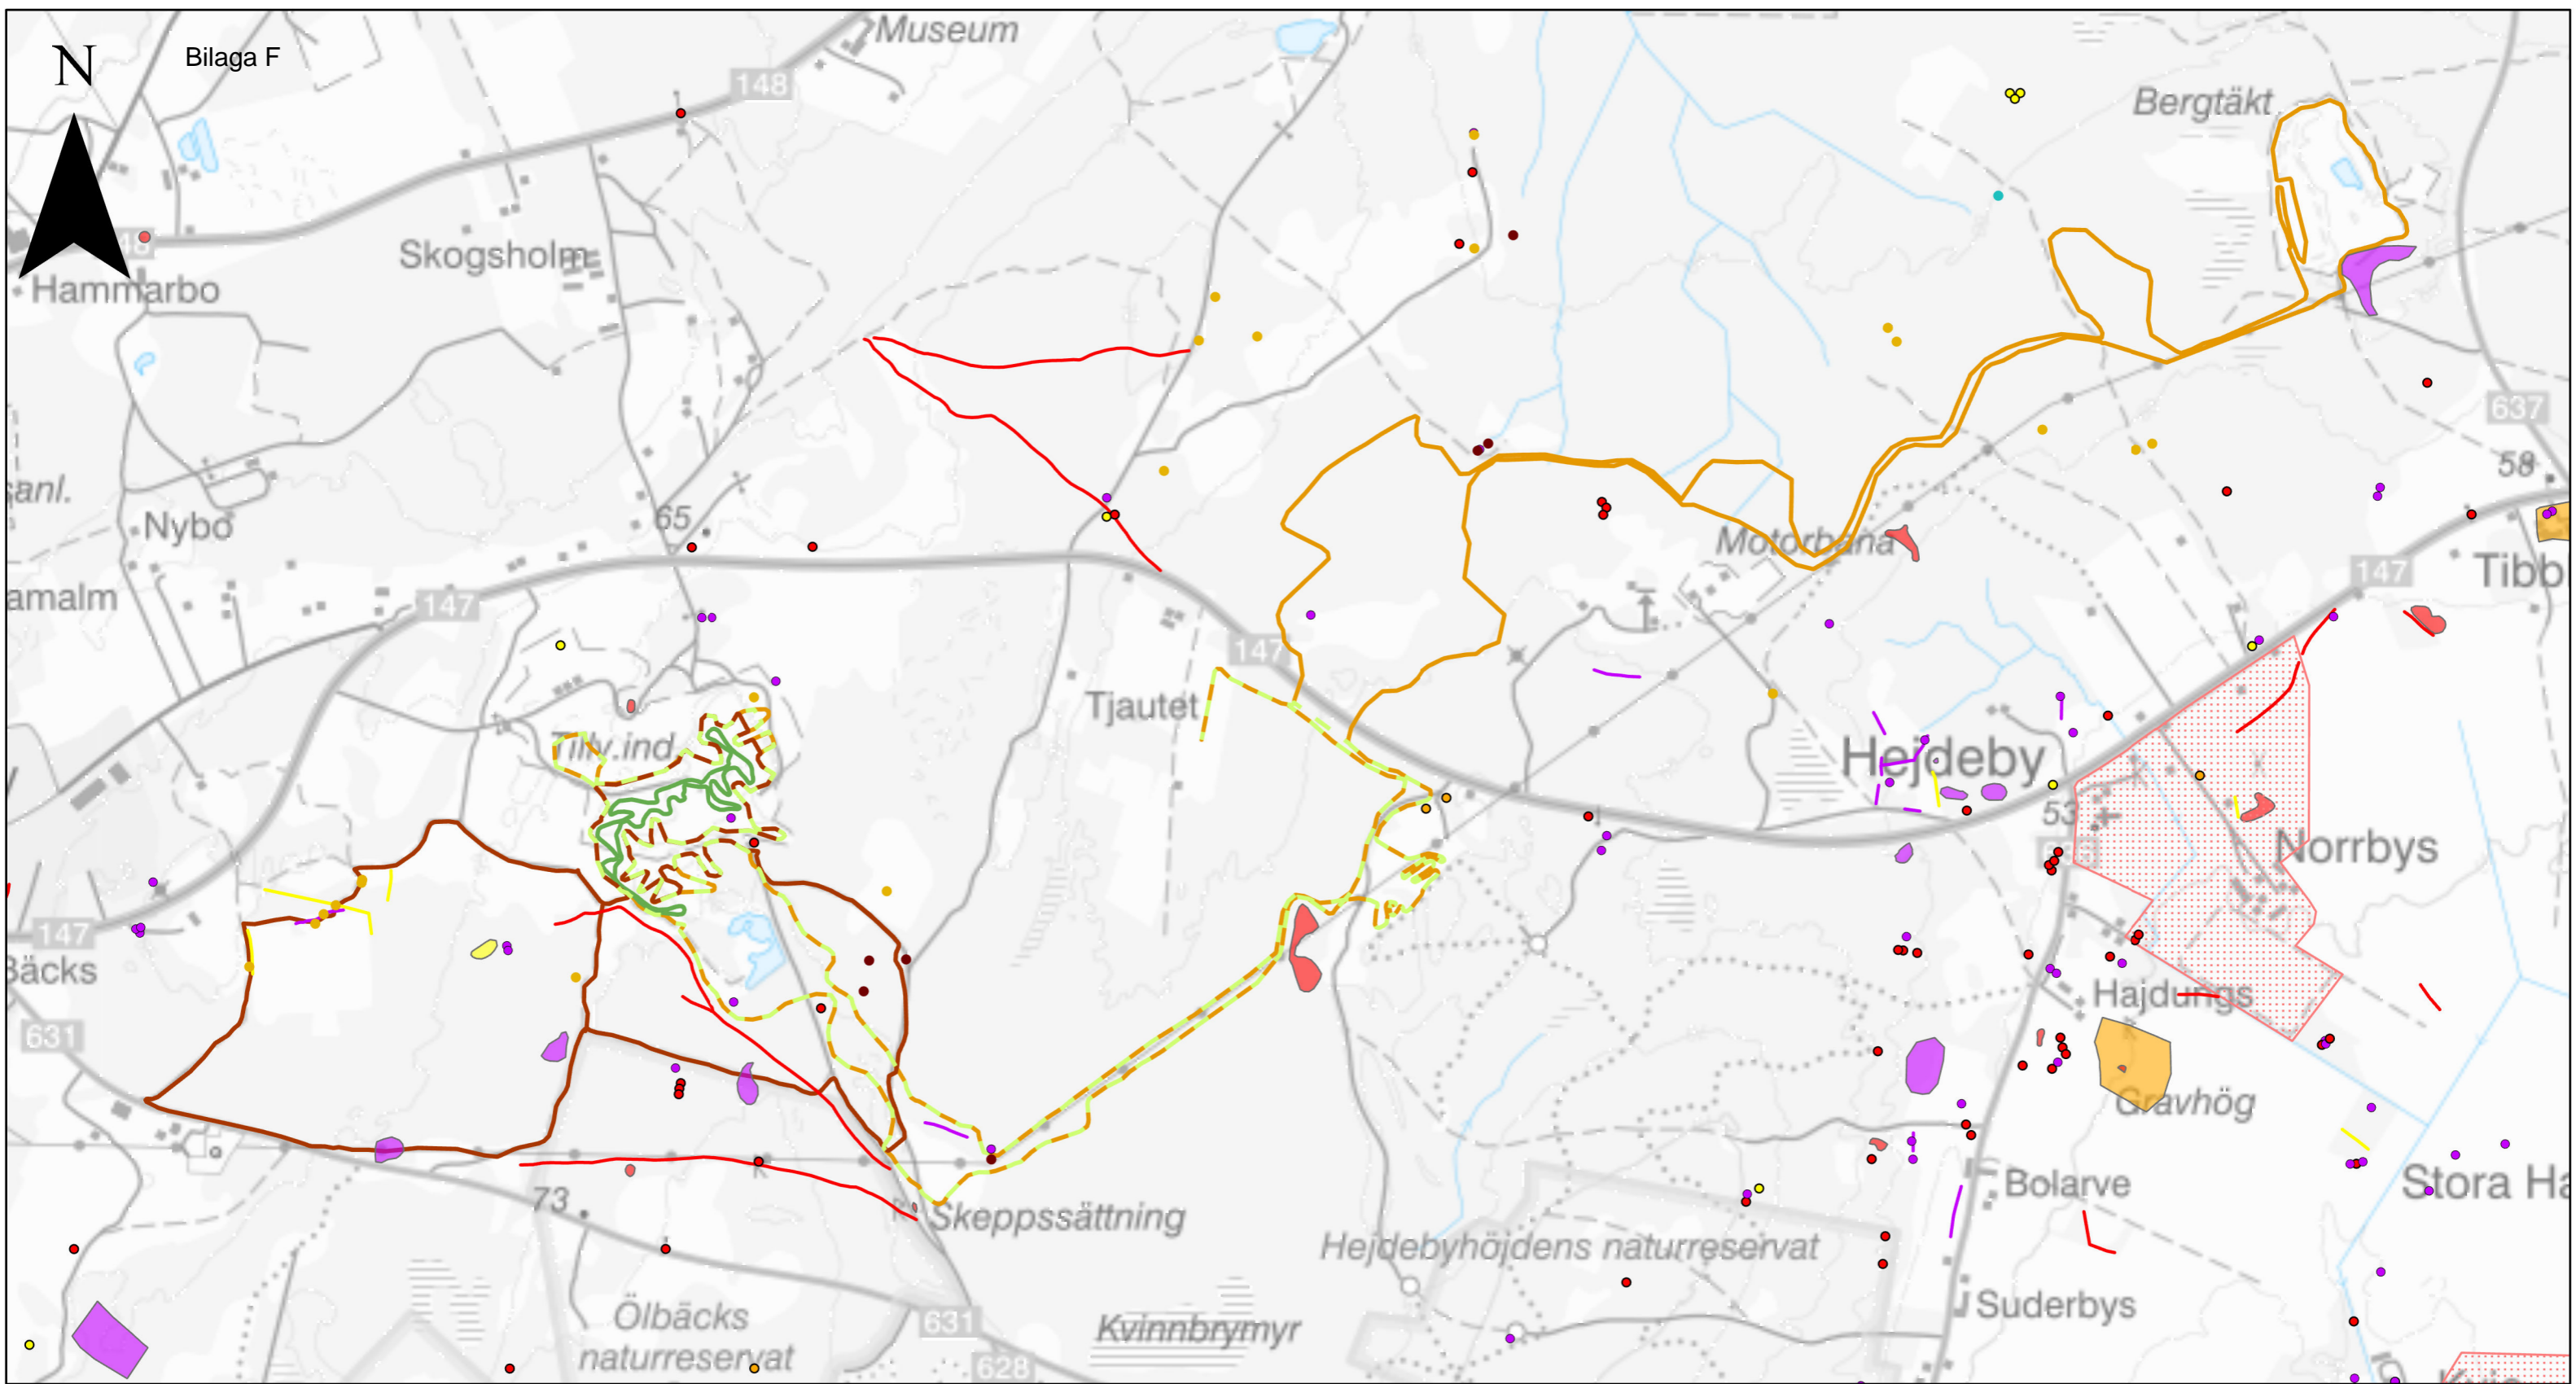 Museum
N
Bilaga F
148
Bergtäkt
Skogsholm
Hammarbo
637
58
anl.
Nybo
65
Motorbana
147
Tibb
amalm
147
147
Tjautet
Tillv.ind.
Hejdeby
53
Norrbys
147
Bäcks
Hajdungs
631
Gravhög
73
Skeppssättning
Bolarve
Stora Ha
Hejdebyhöjdens naturreservat
Ölbäcks
naturreservat
631
Kvinnbrymyr
Suderbys
628